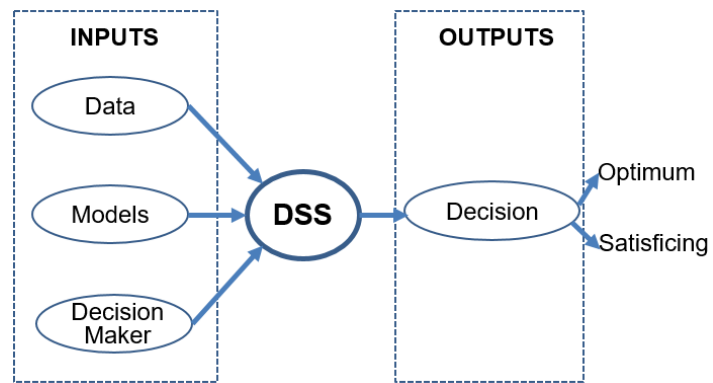 INPUTS
Data
Models
Decision
Maker
DSS
OUTPUTS
Decision
Optimum
Satisficing